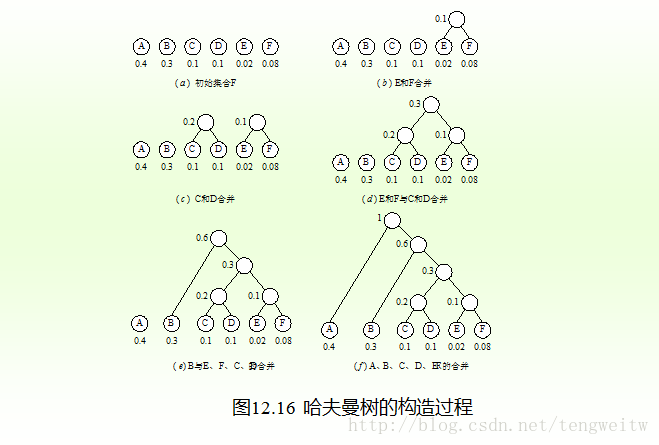 0.1
A B C D E F
0.4 0.3 0.1 0.1 0.02 0.08
(a) 初始集合F
A B C D E F
0.4 0.3 0.1 0.1 0.02 0.08
(b) E和F合并
0.2 0.1
A B C D E F
0.4 0.3 0.1 0.1 0.02 0.08
(c) C和D合并
0.3
0.2 0.1
A B C D E F
0.4 0.3 0.1 0.1 0.02 0.08
(d) E和F与C和D合并
0.6
0.3
0.2 0.1
A B C D E F
0.4 0.3 0.1 0.1 0.02 0.08
(e) B与E、F、C、的合并
1
0.6
0.3
0.2 0.1
A B C D E F
0.4 0.3 0.1 0.1 0.02 0.08
(f) A、B、C、D、的合并
图12.16 哈夫曼树的构造过程
http://blog.csdn.net/tengweitw